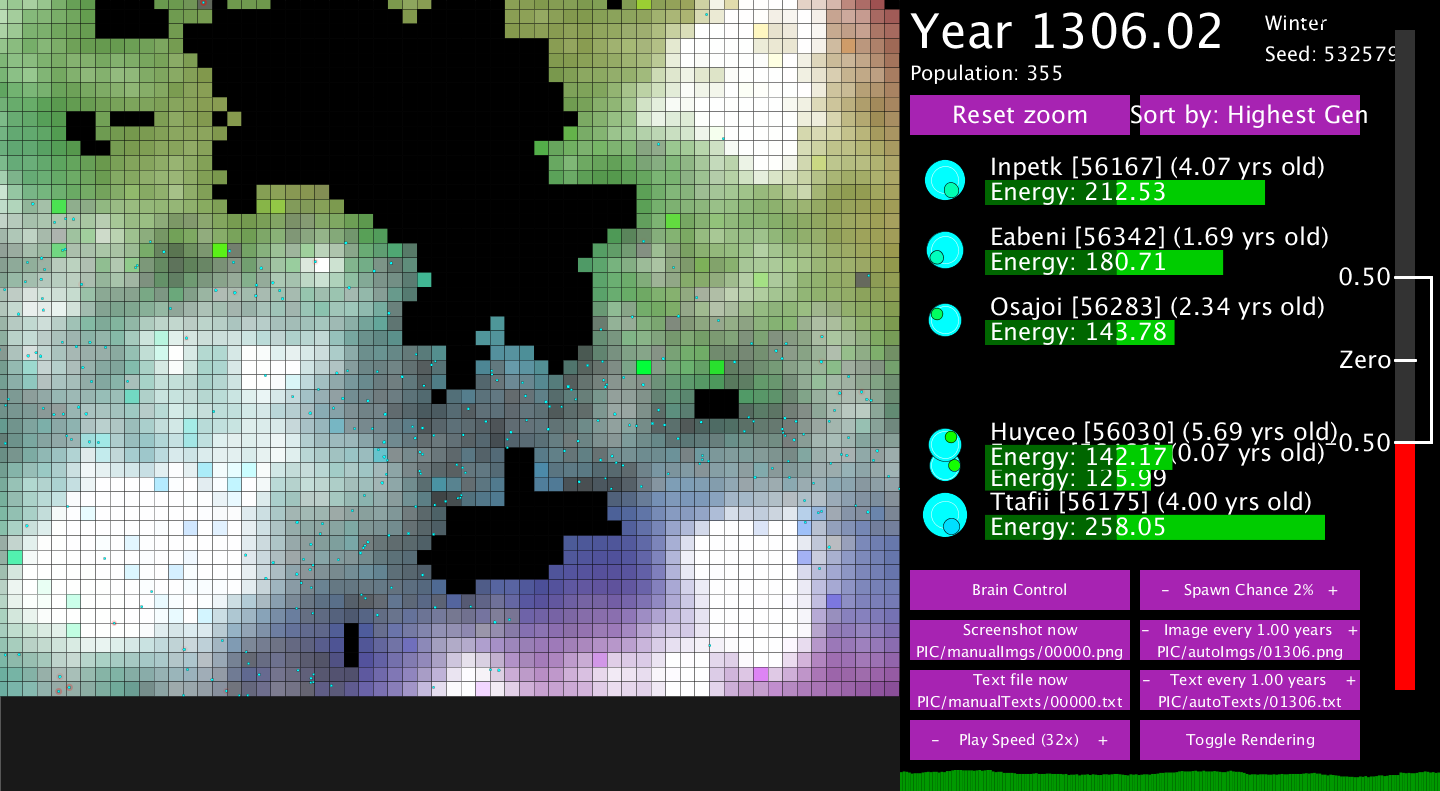 Year 1306.02
Winter
Seed: 532579
Population: 355
Reset zoom
Sort by: Highest Gen
Inpetk [56167] (4.07 yrs old)
Energy: 212.53
Eabeni [56342] (1.69 yrs old)
Energy: 180.71
0.50
Osajoi [56283] (2.34 yrs old)
Energy: 143.78
Zero
Huyceo [56030] (5.69 yrs old)
-0.50
(0.07 yrs old)
Energy: 142.17
Energy: 125.99
Ttafii [56175] (4.00 yrs old)
Energy: 258.05
Brain Control
- Spawn Chance 2% +
Screenshot now
PIC/manualImgs/00000.png
- Image every 1.00 years +
PIC/autoImgs/01306.png
Text file now
PIC/manualTexts/00000.txt
- Text every 1.00 years +
PIC/autoTexts/01306.txt
- Play Speed (32x) +
Toggle Rendering